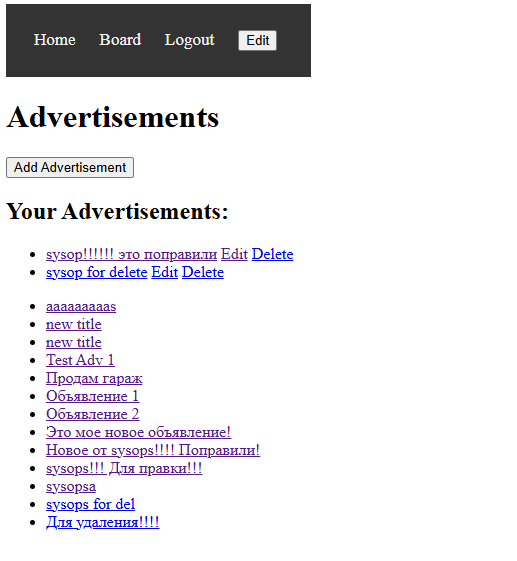 Home Board Logout Edit
Advertisements
Add Advertisement
Your Advertisements:
sysop!!!!!! это поправили Edit Delete
sysop for delete Edit Delete
aaaaaaaaaas
new title
new title
Test Adv 1
Продам гараж
Объявление 1
Объявление 2
Это мое новое объявление!
Новое от sysops!!!! Поправили!
sysops!!! Для правки!!!
sysopsa
sysops for del
Для удаления!!!!